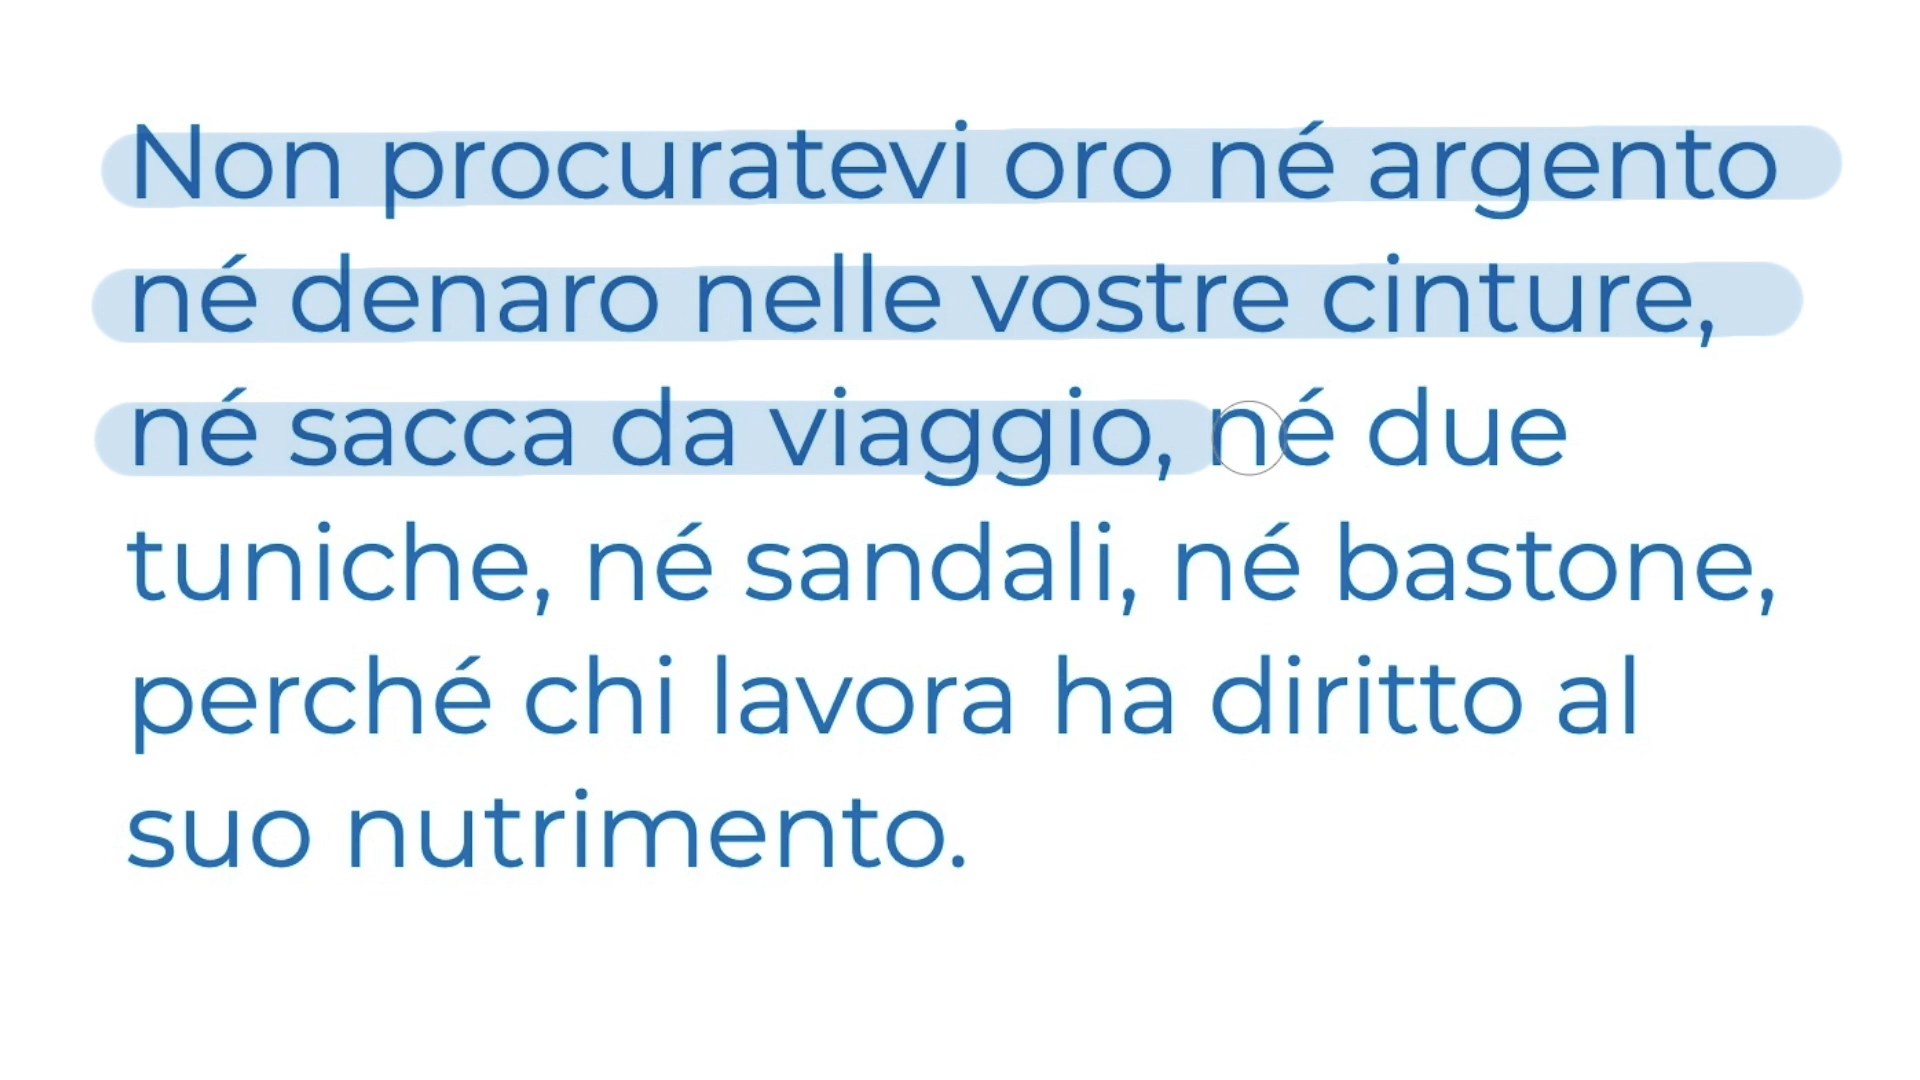 Non procuratevi oro né argento
né denaro nelle vostre cinture,
né sacca da viaggio, né due
tuniche, né sandali, né bastone,
perché chi lavora ha diritto al
suo nutrimento.